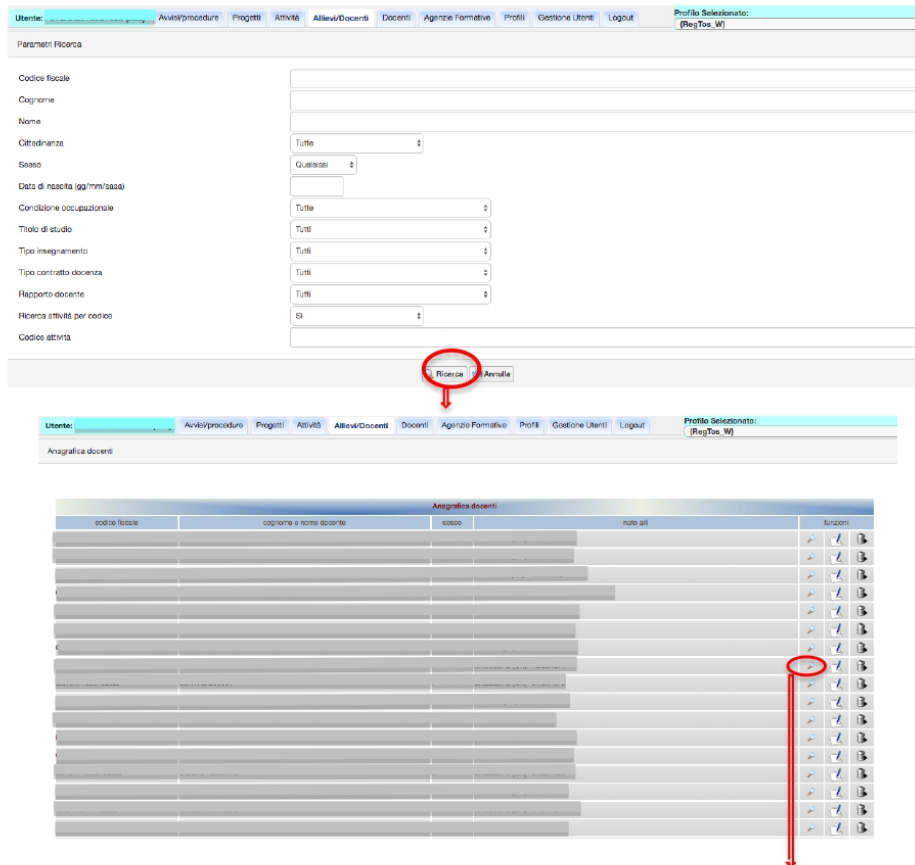 Utente: Avvisi/procedure Progetti Attività Allievi/Docenti Docenti Agenzie Formative Profili Gestione Utenti Logout Profilo Selezionato:
(RegTos_W)
Parametri Ricerca
Codice fiscale
Cognome
Nome
Cittadinanza Tutte
Sesso Qualsiasi
Data di nascita (gg/mm/aaaa)
Condizione occupazionale Tutte
Titolo di studio Tutti
Tipo insegnamento Tutti
Tipo contratto docenza Tutti
Rapporto docente Tutti
Ricerca attività per codice Sì
Codice attività
Ricerca Annulla
Utente: Avvisi/procedure Progetti Attività Allievi/Docenti Docenti Agenzie Formative Profili Gestione Utenti Logout Profilo Selezionato:
(RegTos_W)
Anagrafica docenti
Anagrafica docenti
codice fiscale cognome e nome docente sesso nato a/il funzioni